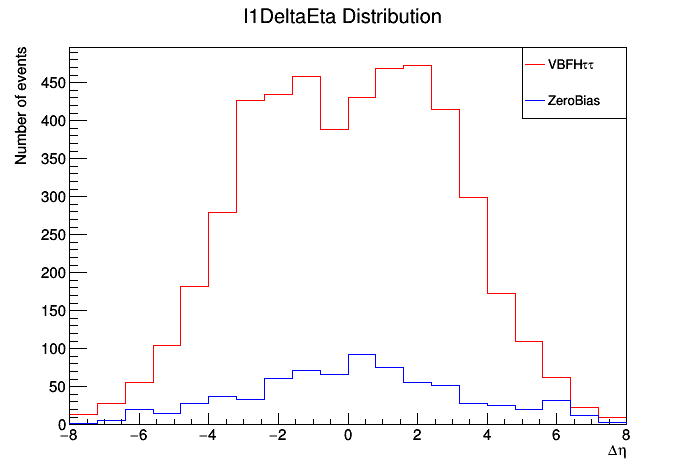 l1DeltaEta Distribution
Number of events
450
400
350
300
250
200
150
100
50
0
−8 −6 −4 −2 0 2 4 6 8
Δη
VBFHττ
ZeroBias